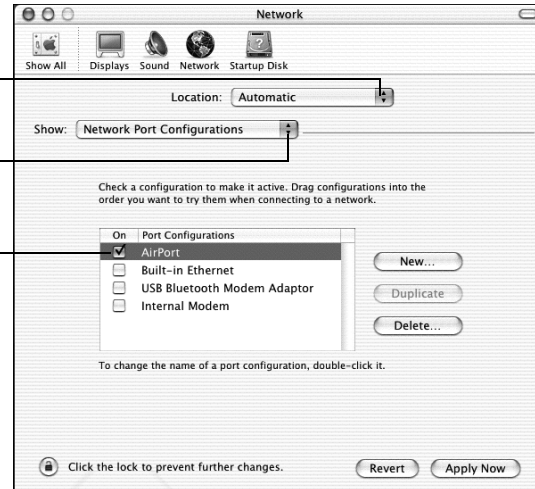 Network
Show All Displays Sound Network Startup Disk
Location: Automatic
Show: Network Port Configurations
Check a configuration to make it active. Drag configurations into the
order you want to try them when connecting to a network.
On Port Configurations
AirPort
Built-in Ethernet
USB Bluetooth Modem Adaptor
Internal Modem
New...
Duplicate
Delete...
To change the name of a port configuration, double-click it.
Click the lock to prevent further changes.
Revert Apply Now